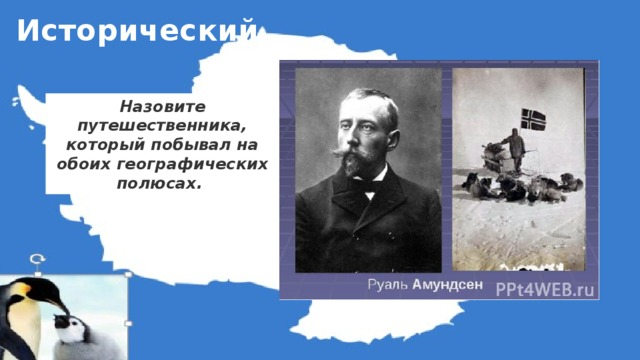 Исторический
Назовите
путешественника,
который побывал на
обоих географических
полюсах.
Руаль Амундсен
PPt4WEB.ru